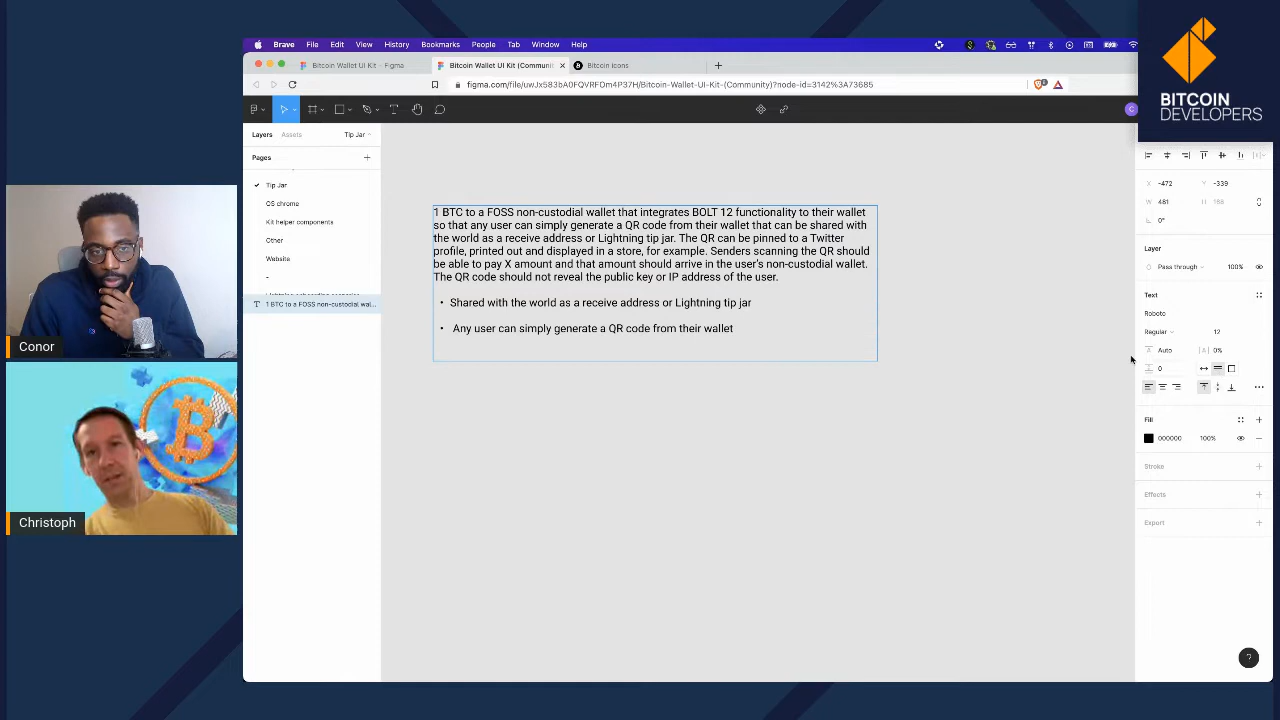 Brave File Edit View History Bookmarks People Tab Window Help
Bitcoin Wallet UI Kit – Figma
Bitcoin Wallet UI Kit (Communit
Bitcoin Icons
figma.com/file/uwJx583bA0FQVRFOm4P37H/Bitcoin-Wallet-UI-Kit-(Community)?node-id=3142%3A73685
BITCOIN
DEVELOPERS
C
Layers Assets Tip Jar
Pages
Tip Jar
OS chrome
Kit helper components
Other
Website
-
1 BTC to a FOSS non-custodial wal...
1 BTC to a FOSS non-custodial wallet that integrates BOLT 12 functionality to their wallet
so that any user can simply generate a QR code from their wallet that can be shared with
the world as a receive address or Lightning tip jar. The QR can be pinned to a Twitter
profile, printed out and displayed in a store, for example. Senders scanning the QR should
be able to pay X amount and that amount should arrive in the user's non-custodial wallet.
The QR code should not reveal the public key or IP address of the user.
• Shared with the world as a receive address or Lightning tip jar
• Any user can simply generate a QR code from their wallet
X -472 Y -339
W 481 H 188
0°
Layer
Pass through 100%
Text
Roboto
Regular 12
Auto |A| 0%
0
Fill
000000 100%
Stroke
Effects
Export
?
Conor
Christoph